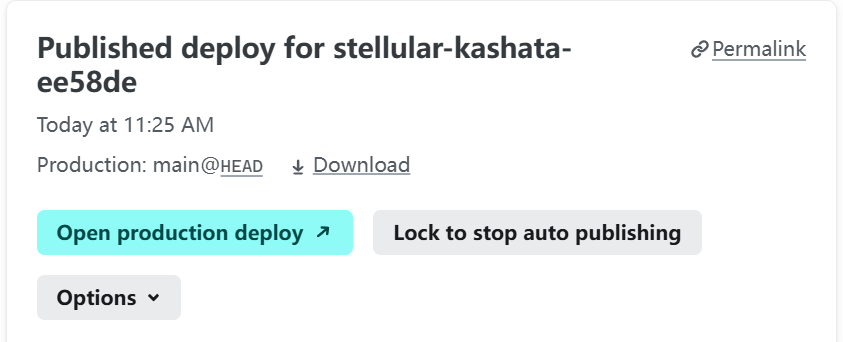 Published deploy for stellular-kashata-
ee58de
Permalink
Today at 11:25 AM
Production: main@HEAD Download
Open production deploy
Lock to stop auto publishing
Options